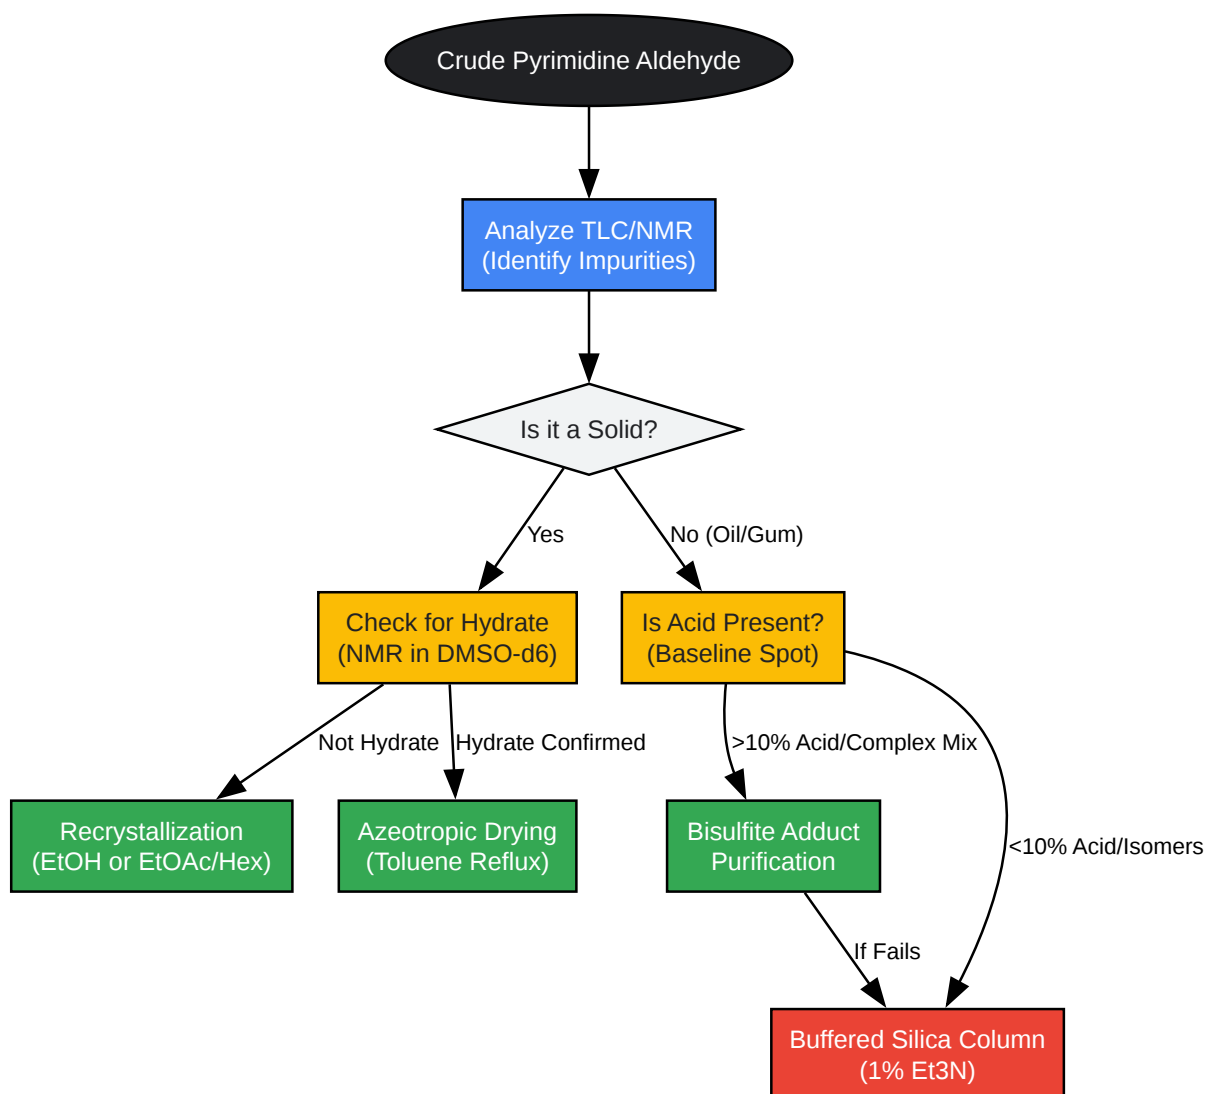 Crude Pyrimidine Aldehyde
Analyze TLC/NMR
(Identify Impurities)
Is it a Solid?
Yes
No (Oil/Gum)
Check for Hydrate
(NMR in DMSO-d6)
Is Acid Present?
(Baseline Spot)
Not Hydrate
Hydrate Confirmed
>10% Acid/Complex Mix
Recrystallization
(EtOH or EtOAc/Hex)
Azeotropic Drying
(Toluene Reflux)
Bisulfite Adduct
Purification
<10% Acid/Isomers
If Fails
Buffered Silica Column
(1% Et3N)